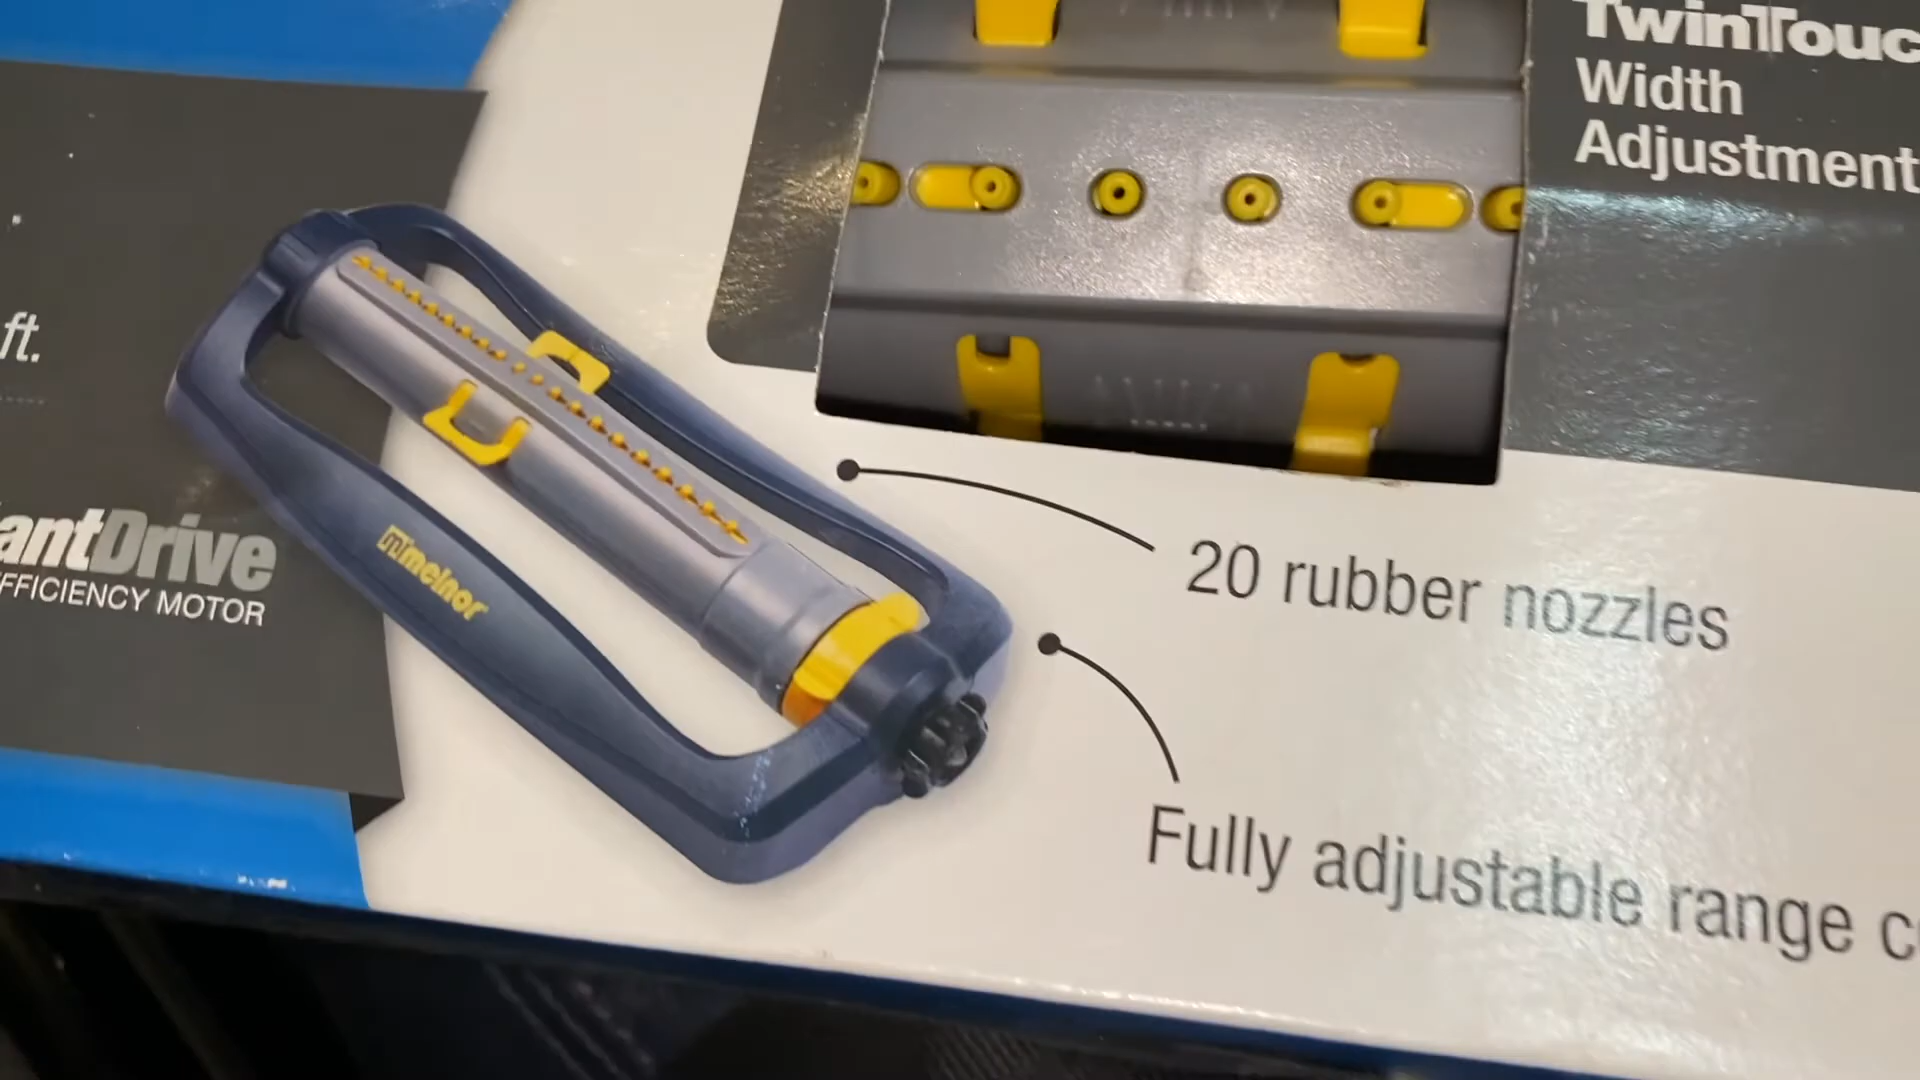 TwinTouc
Width
Adjustment
ft.
antDrive
FFICIENCY MOTOR
melnor
20 rubber nozzles
Fully adjustable range c